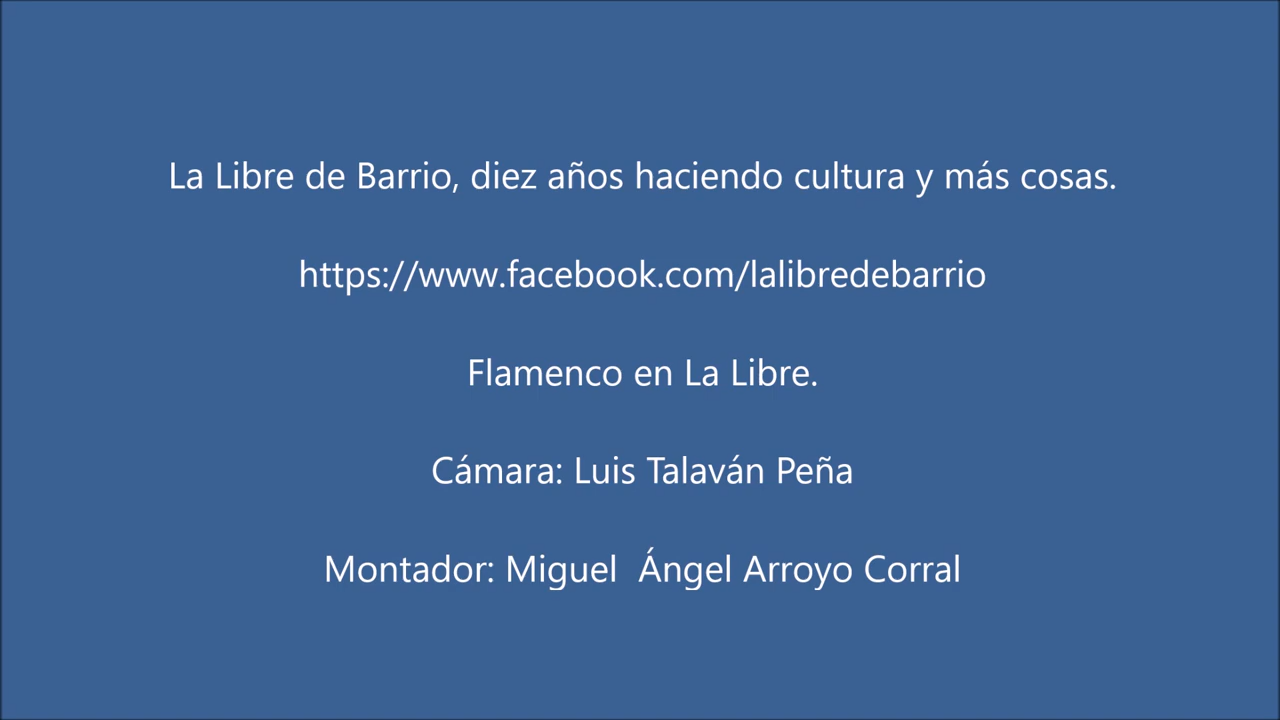 La Libre de Barrio, diez años haciendo cultura y más cosas.
https://www.facebook.com/lalibredebarrio
Flamenco en La Libre.
Cámara: Luis Talaván Peña
Montador: Miguel  Ángel Arroyo Corral